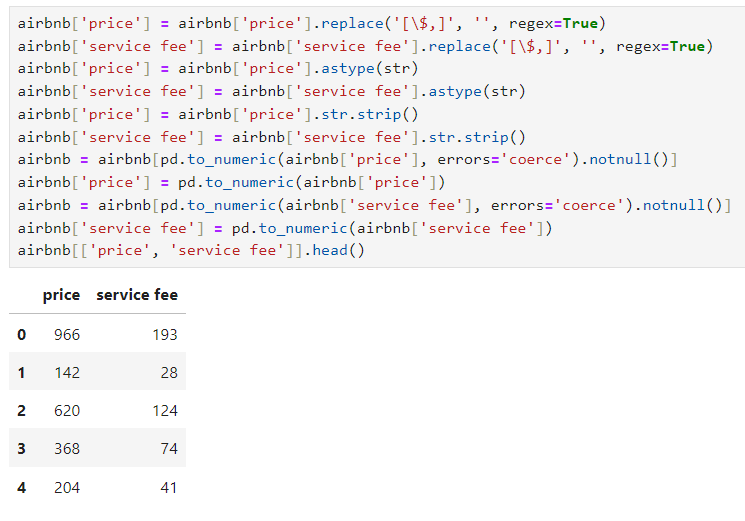 airbnb['price'] = airbnb['price'].replace('[\$,]', '', regex=True)
airbnb['service fee'] = airbnb['service fee'].replace('[\$,]', '', regex=True)
airbnb['price'] = airbnb['price'].astype(str)
airbnb['service fee'] = airbnb['service fee'].astype(str)
airbnb['price'] = airbnb['price'].str.strip()
airbnb['service fee'] = airbnb['service fee'].str.strip()
airbnb = airbnb[pd.to_numeric(airbnb['price'], errors='coerce').notnull()]
airbnb['price'] = pd.to_numeric(airbnb['price'])
airbnb = airbnb[pd.to_numeric(airbnb['service fee'], errors='coerce').notnull()]
airbnb['service fee'] = pd.to_numeric(airbnb['service fee'])
airbnb[['price', 'service fee']].head()
price service fee
0 966 193
1 142 28
2 620 124
3 368 74
4 204 41